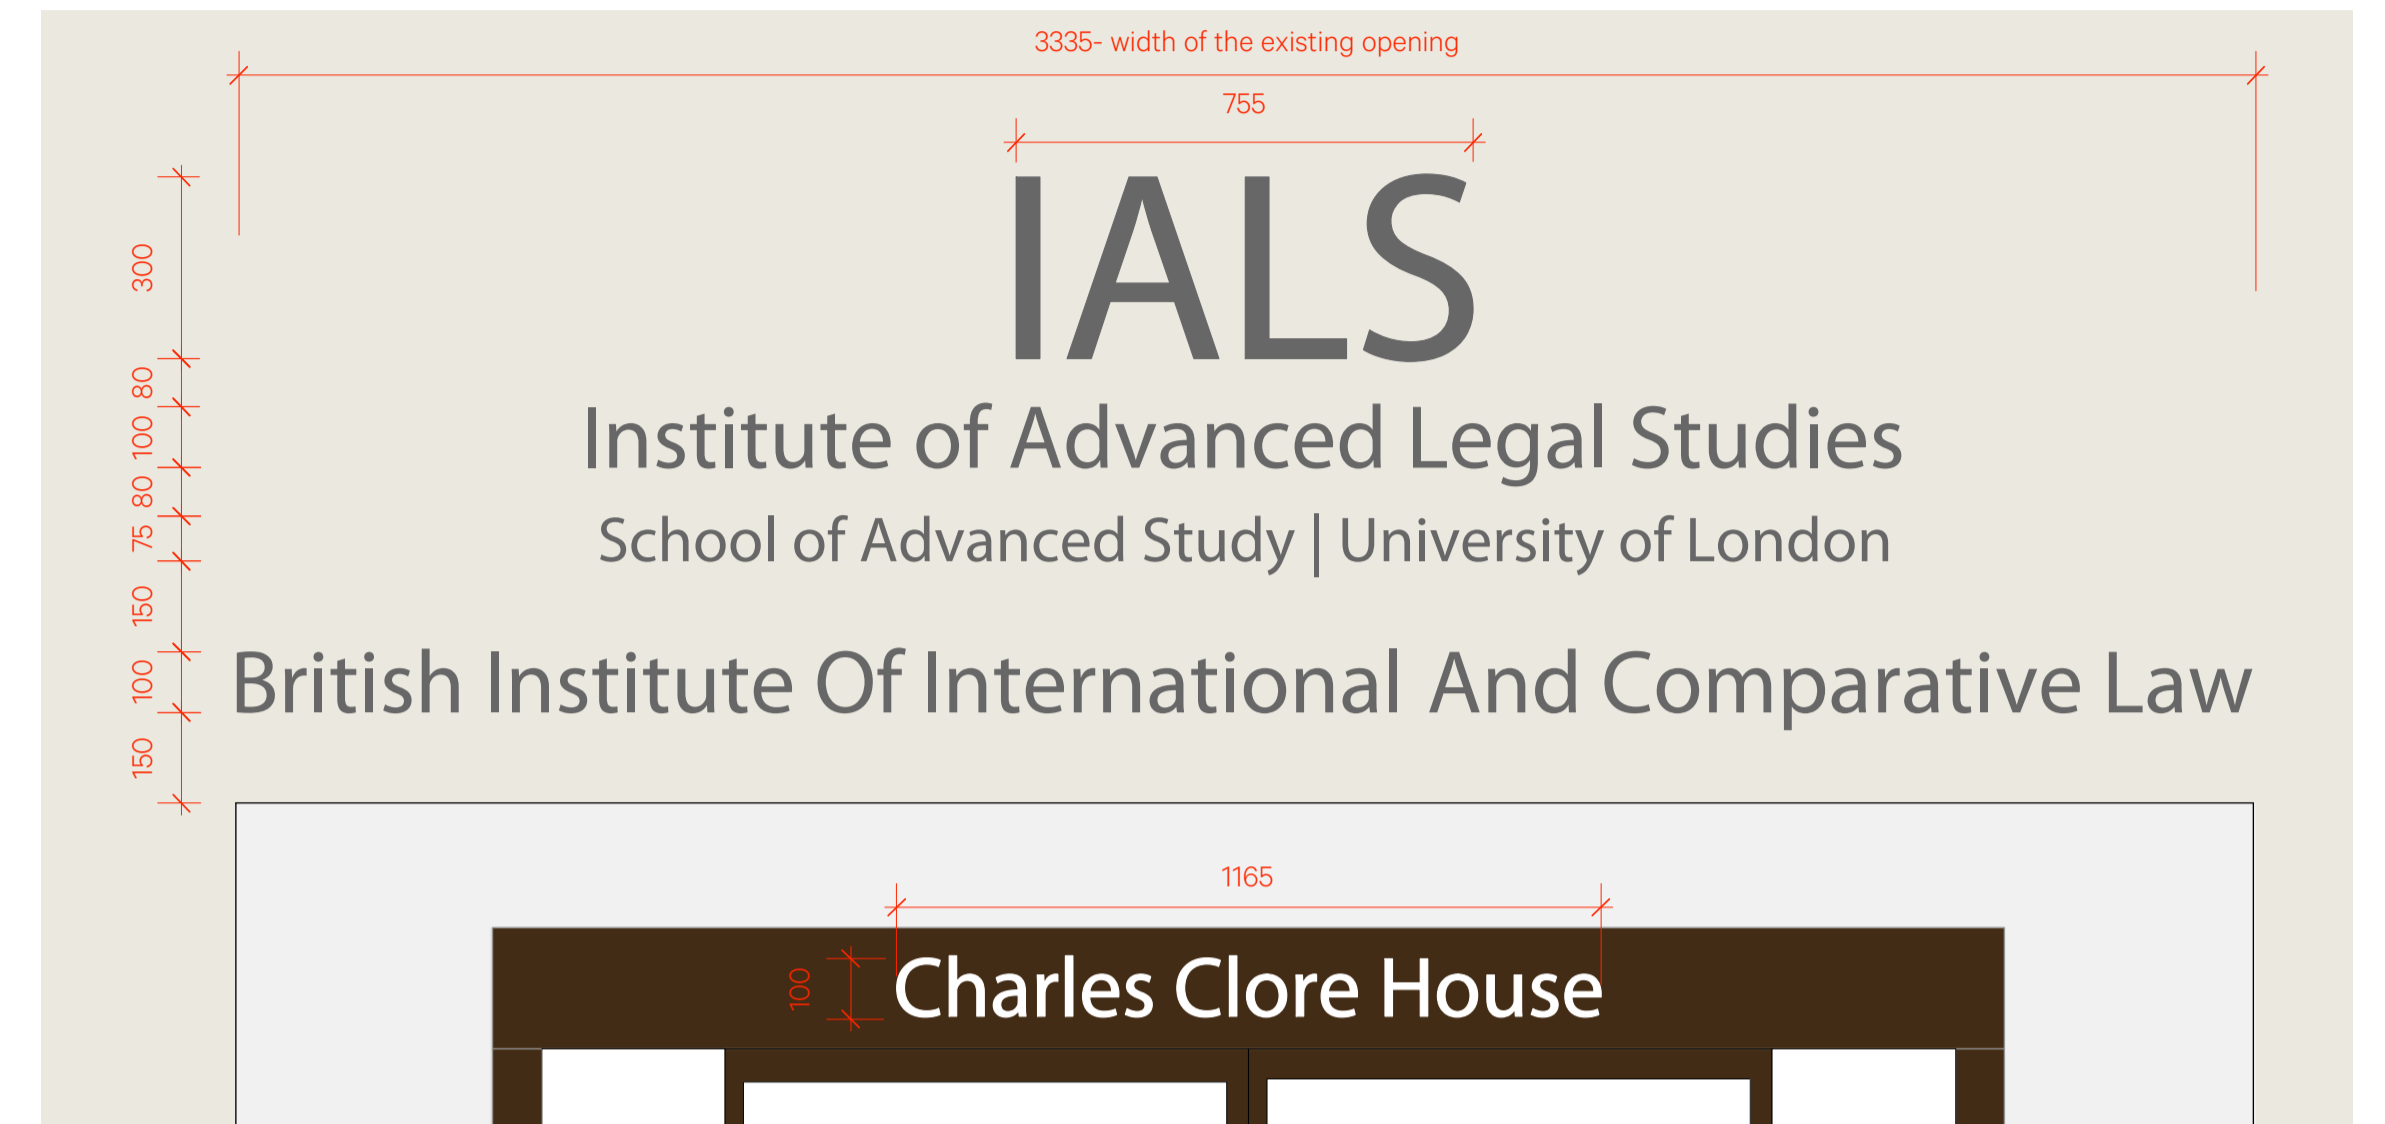 3335- width of the existing opening
755
IALS
300
80
Institute of Advanced Legal Studies
100
80
School of Advanced Study | University of London
75
150
British Institute Of International And Comparative Law
100
150
1165
Charles Clore House
100